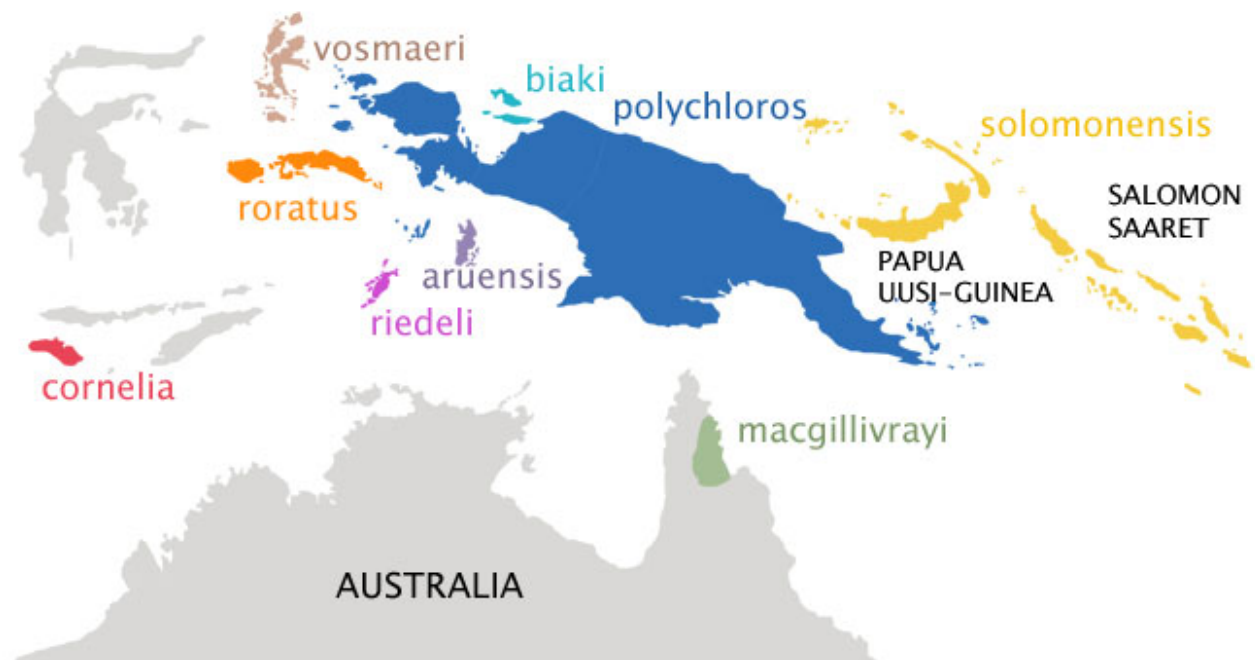 vosmaeri
biaki
polychloros
solomonensis
roratus
SALOMON
SAARET
aruensis
PAPUA
UUSI-GUINEA
riedeli
cornelia
macgillivrayi
AUSTRALIA